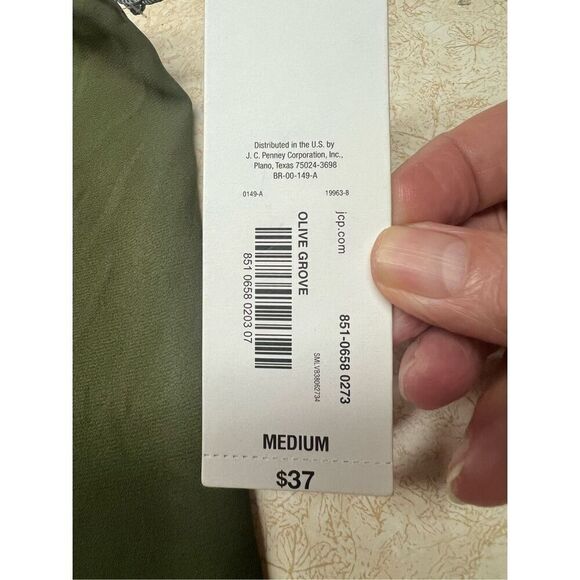 Distributed in the U.S. by
J. C. Penney Corporation, Inc.,
Plano, Texas 75024-3698
BR-00-149-A
0149-A 19963-8
jcp.com
851-0658 0273
SMLVB38062734
OLIVE GROVE
851 0658 0203 07
MEDIUM
$37